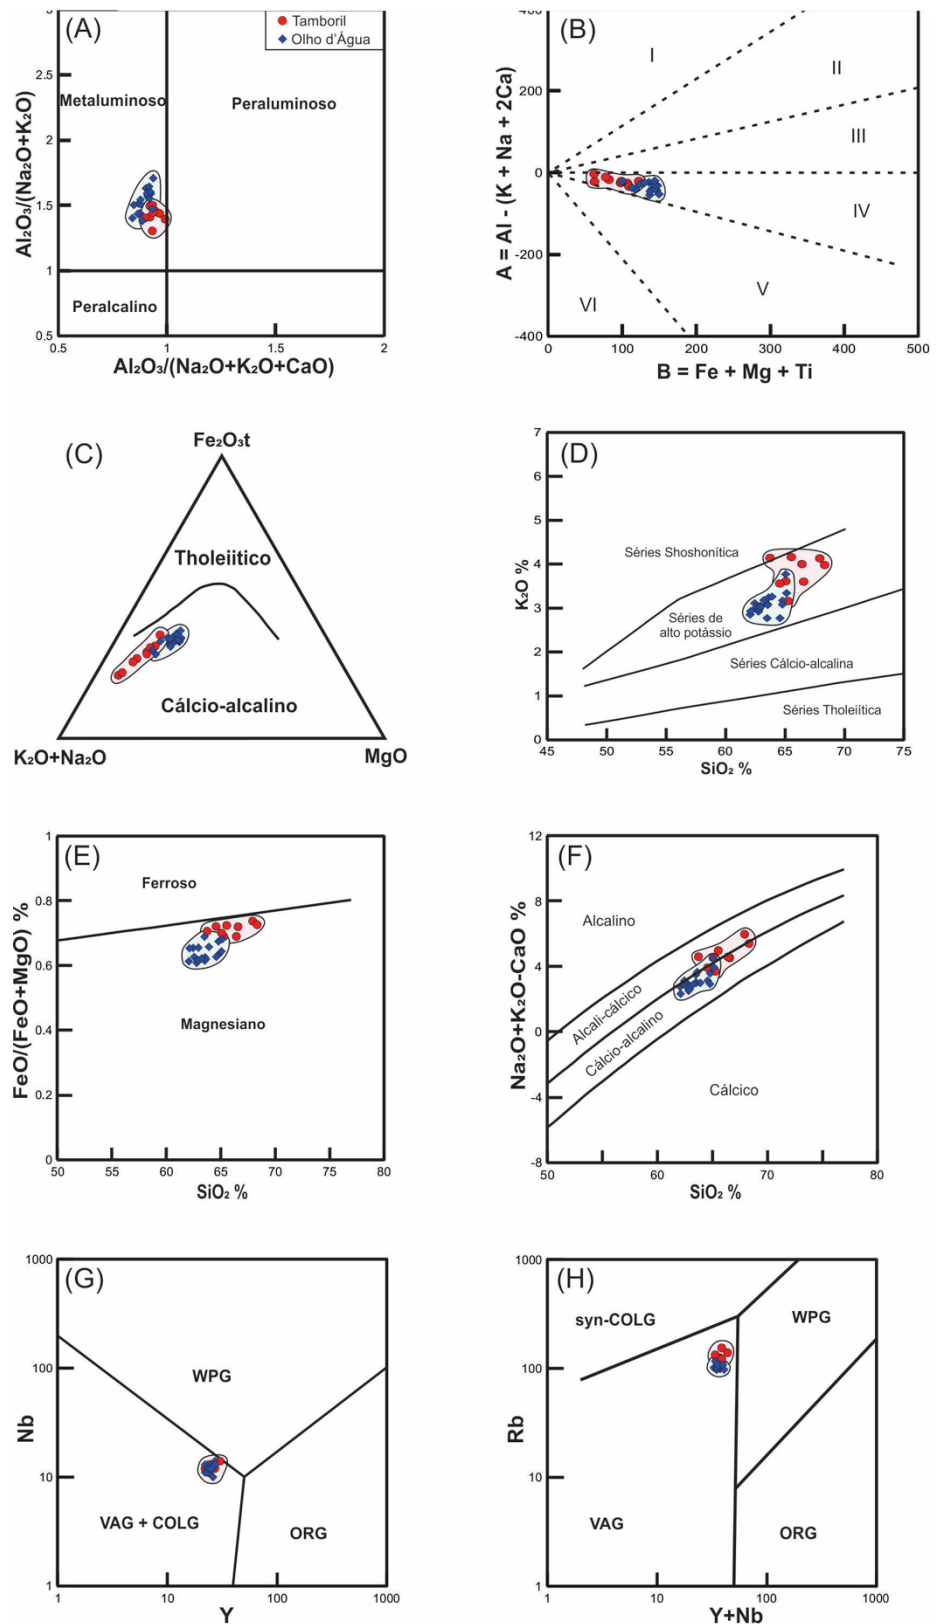 (A)
Tamboril
Olho d'Água
3
2.5
2
1.5
1
0.5
Al₂O₃/(Na₂O+K₂O)
Metaluminoso
Peraluminoso
Peralcalino
0.5
1
1.5
2
Al₂O₃/(Na₂O+K₂O+CaO)
(B)
400
200
0
-200
-400
A = Al - (K + Na + 2Ca)
I
II
III
IV
V
VI
0
100
200
300
400
500
B = Fe + Mg + Ti
(C)
Fe₂O₃t
Tholeiitico
Cálcio-alcalino
K₂O+Na₂O
MgO
(D)
7
6
5
4
3
2
1
0
K₂O %
Séries Shoshonítica
Séries de
alto potássio
Séries Cálcio-alcalina
Séries Tholeiítica
45
50
55
60
65
70
75
SiO₂ %
(E)
1
0.8
0.6
0.4
0.2
0
FeO/(FeO+MgO) %
Ferroso
Magnesiano
50
55
60
65
70
75
80
SiO₂ %
(F)
12
8
4
0
-4
-8
Na₂O+K₂O-CaO %
Alcalino
Alcali-cálcico
Cálcio-alcalino
Cálcico
50
60
70
80
SiO₂ %
(G)
1000
100
10
1
Nb
WPG
VAG + COLG
ORG
1
10
100
1000
Y
(H)
1000
100
10
1
Rb
syn-COLG
WPG
VAG
ORG
1
10
100
1000
Y+Nb